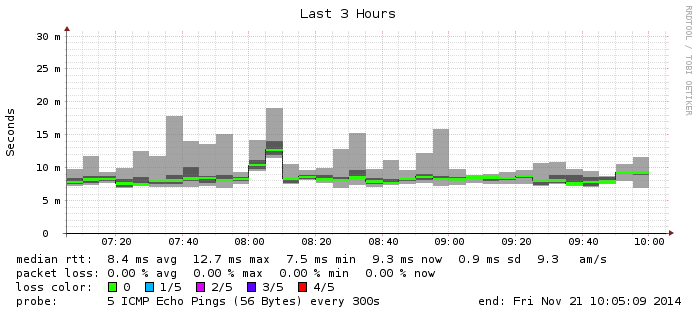 Last 3 Hours
RRDTOOL / TOBI OETIKER
Seconds
30 m
25 m
20 m
15 m
10 m
5 m
0
07:20 07:40 08:00 08:20 08:40 09:00 09:20 09:40 10:00
median rtt: 8.4 ms avg 12.7 ms max 7.5 ms min 9.3 ms now 0.9 ms sd 9.3 am/s
packet loss: 0.00 % avg 0.00 % max 0.00 % min 0.00 % now
loss color: 0 1/5 2/5 3/5 4/5
probe: 5 ICMP Echo Pings (56 Bytes) every 300s end: Fri Nov 21 10:05:09 2014